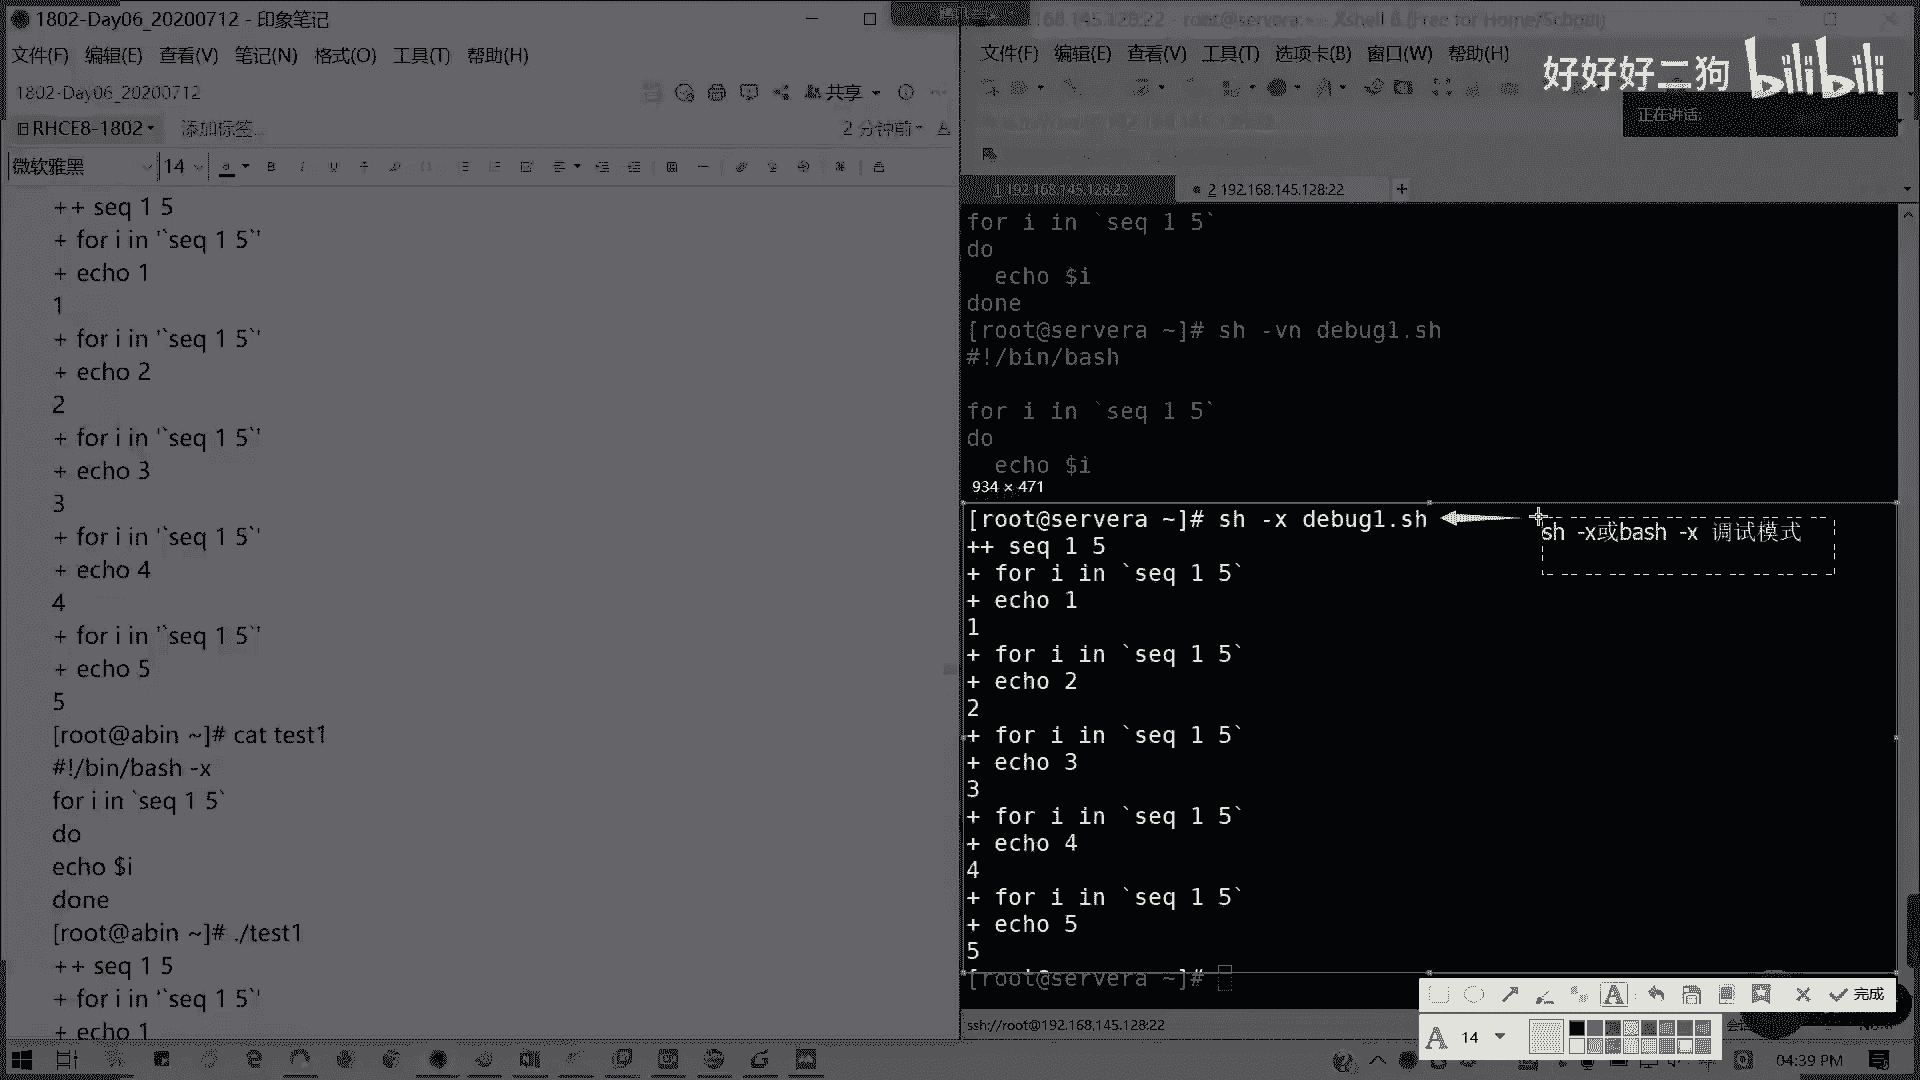 1802-Day06_20200712 - 印象笔记
文件(F) 编辑(E) 查看(V) 笔记(N) 格式(O) 工具(T) 帮助(H)
1802-Day06_20200712
共享
RHCE8-1802 添加标签...
2 分钟前
微软雅黑 14
++ seq 1 5
+ for i in '`seq 1 5`'
+ echo 1
1
+ for i in '`seq 1 5`'
+ echo 2
2
+ for i in '`seq 1 5`'
+ echo 3
3
+ for i in '`seq 1 5`'
+ echo 4
4
+ for i in '`seq 1 5`'
+ echo 5
5
[root@abin ~]# cat test1
#!/bin/bash -x
for i in `seq 1 5`
do
echo $i
done
[root@abin ~]# ./test1
++ seq 1 5
+ for i in '`seq 1 5`'
+ echo 1
68.145.128:22 - root@servera:~ - Xshell 6 (Free for Home/School)
文件(F) 编辑(E) 查看(V) 工具(T) 选项卡(B) 窗口(W) 帮助(H)
好好好二狗 bilibili
正在讲话:
1 192.168.145.128:22
2 192.168.145.128:22 +
for i in `seq 1 5`
do
echo $i
done
[root@servera ~]# sh -vn debug1.sh
#!/bin/bash
for i in `seq 1 5`
do
echo $i
934 × 471
[root@servera ~]# sh -x debug1.sh
sh -x或bash -x 调试模式
++ seq 1 5
+ for i in `seq 1 5`
+ echo 1
1
+ for i in `seq 1 5`
+ echo 2
2
+ for i in `seq 1 5`
+ echo 3
3
+ for i in `seq 1 5`
+ echo 4
4
+ for i in `seq 1 5`
+ echo 5
5
[root@servera ~]#
完成
ssh://root@192.168.145.128:22
A 14
04:39 PM